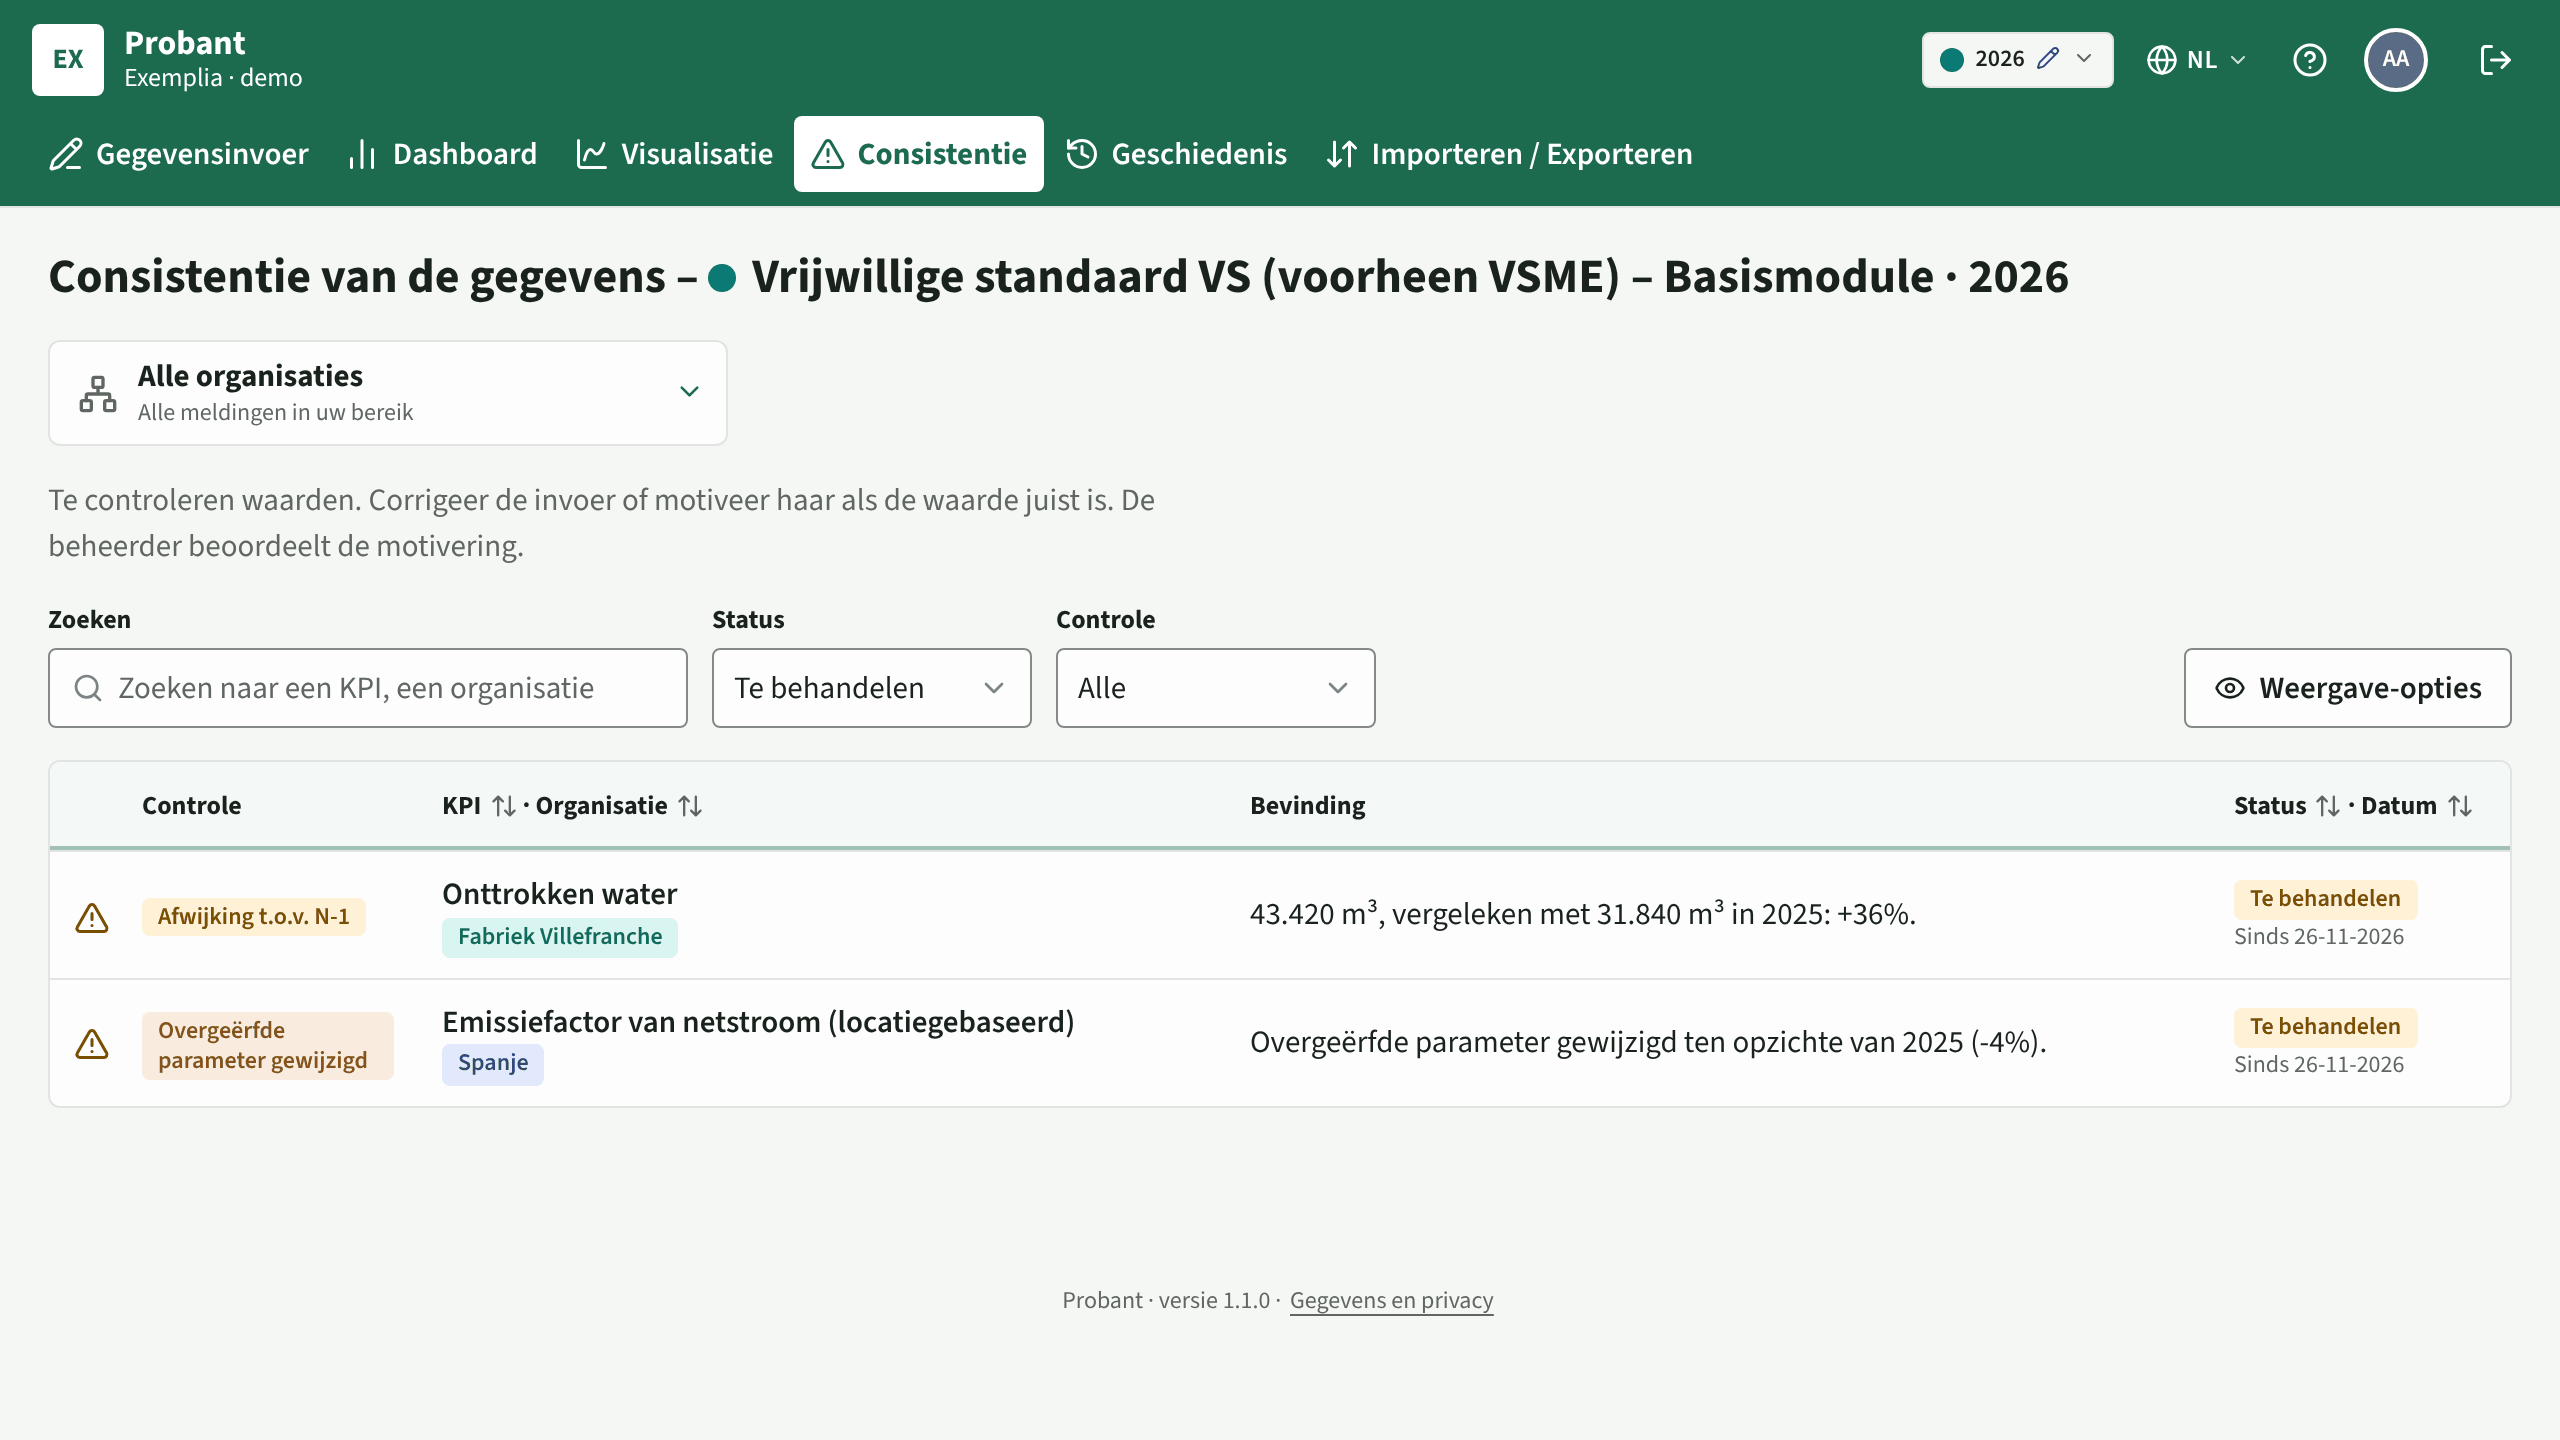 EX
Probant
Exemplia · demo
2026
NL
AA
Gegevensinvoer
Dashboard
Visualisatie
Consistentie
Geschiedenis
Importeren / Exporteren
Consistentie van de gegevens – Vrijwillige standaard VS (voorheen VSME) – Basismodule · 2026
Alle organisaties
Alle meldingen in uw bereik
Te controleren waarden. Corrigeer de invoer of motiveer haar als de waarde juist is. De
beheerder beoordeelt de motivering.
Zoeken
Status
Controle
Zoeken naar een KPI, een organisatie
Te behandelen
Alle
Weergave-opties
Controle
KPI · Organisatie
Bevinding
Status · Datum
Afwijking t.o.v. N-1
Onttrokken water
Fabriek Villefranche
43.420 m³, vergeleken met 31.840 m³ in 2025: +36%.
Te behandelen
Sinds 26-11-2026
Overgeërfde
parameter gewijzigd
Emissiefactor van netstroom (locatiegebaseerd)
Spanje
Overgeërfde parameter gewijzigd ten opzichte van 2025 (-4%).
Te behandelen
Sinds 26-11-2026
Probant · versie 1.1.0 · Gegevens en privacy